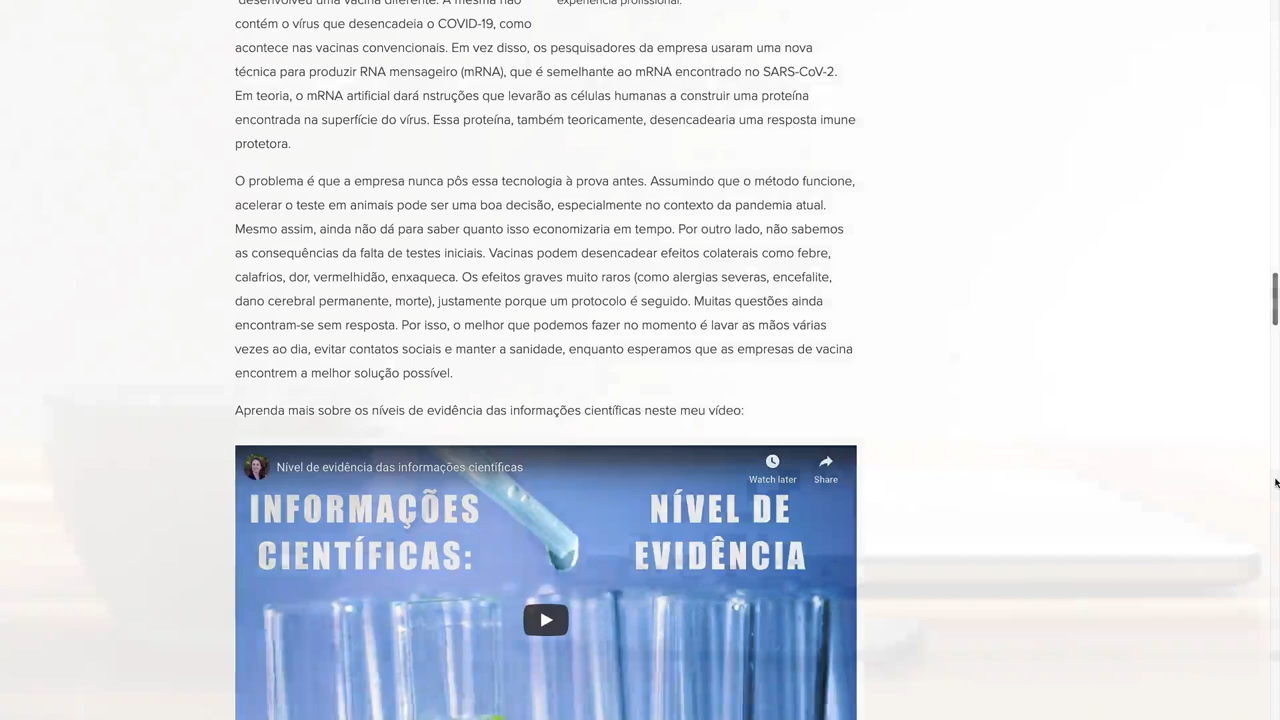 desenvolveu uma vacina diferente. A mesma não
experiência profissional.
contém o vírus que desencadeia o COVID-19, como
acontece nas vacinas convencionais. Em vez disso, os pesquisadores da empresa usaram uma nova
técnica para produzir RNA mensageiro (mRNA), que é semelhante ao mRNA encontrado no SARS-CoV-2.
Em teoria, o mRNA artificial dará nstruções que levarão as células humanas a construir uma proteína
encontrada na superfície do vírus. Essa proteína, também teoricamente, desencadearia uma resposta imune
protetora.
O problema é que a empresa nunca pôs essa tecnologia à prova antes. Assumindo que o método funcione,
acelerar o teste em animais pode ser uma boa decisão, especialmente no contexto da pandemia atual.
Mesmo assim, ainda não dá para saber quanto isso economizaria em tempo. Por outro lado, não sabemos
as consequências da falta de testes iniciais. Vacinas podem desencadear efeitos colaterais como febre,
calafrios, dor, vermelhidão, enxaqueca. Os efeitos graves muito raros (como alergias severas, encefalite,
dano cerebral permanente, morte), justamente porque um protocolo é seguido. Muitas questões ainda
encontram-se sem resposta. Por isso, o melhor que podemos fazer no momento é lavar as mãos várias
vezes ao dia, evitar contatos sociais e manter a sanidade, enquanto esperamos que as empresas de vacina
encontrem a melhor solução possível.
Aprenda mais sobre os níveis de evidência das informações científicas neste meu vídeo:
Nível de evidência das informações científicas
Watch later
Share
INFORMAÇÕES
CIENTÍFICAS:
NÍVEL DE
EVIDÊNCIA